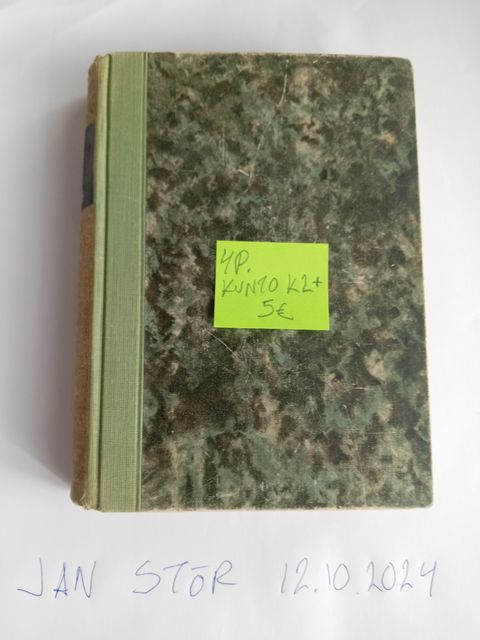 4P.
KUNTO K2+
5€
JAN STÖR 12.10.2024